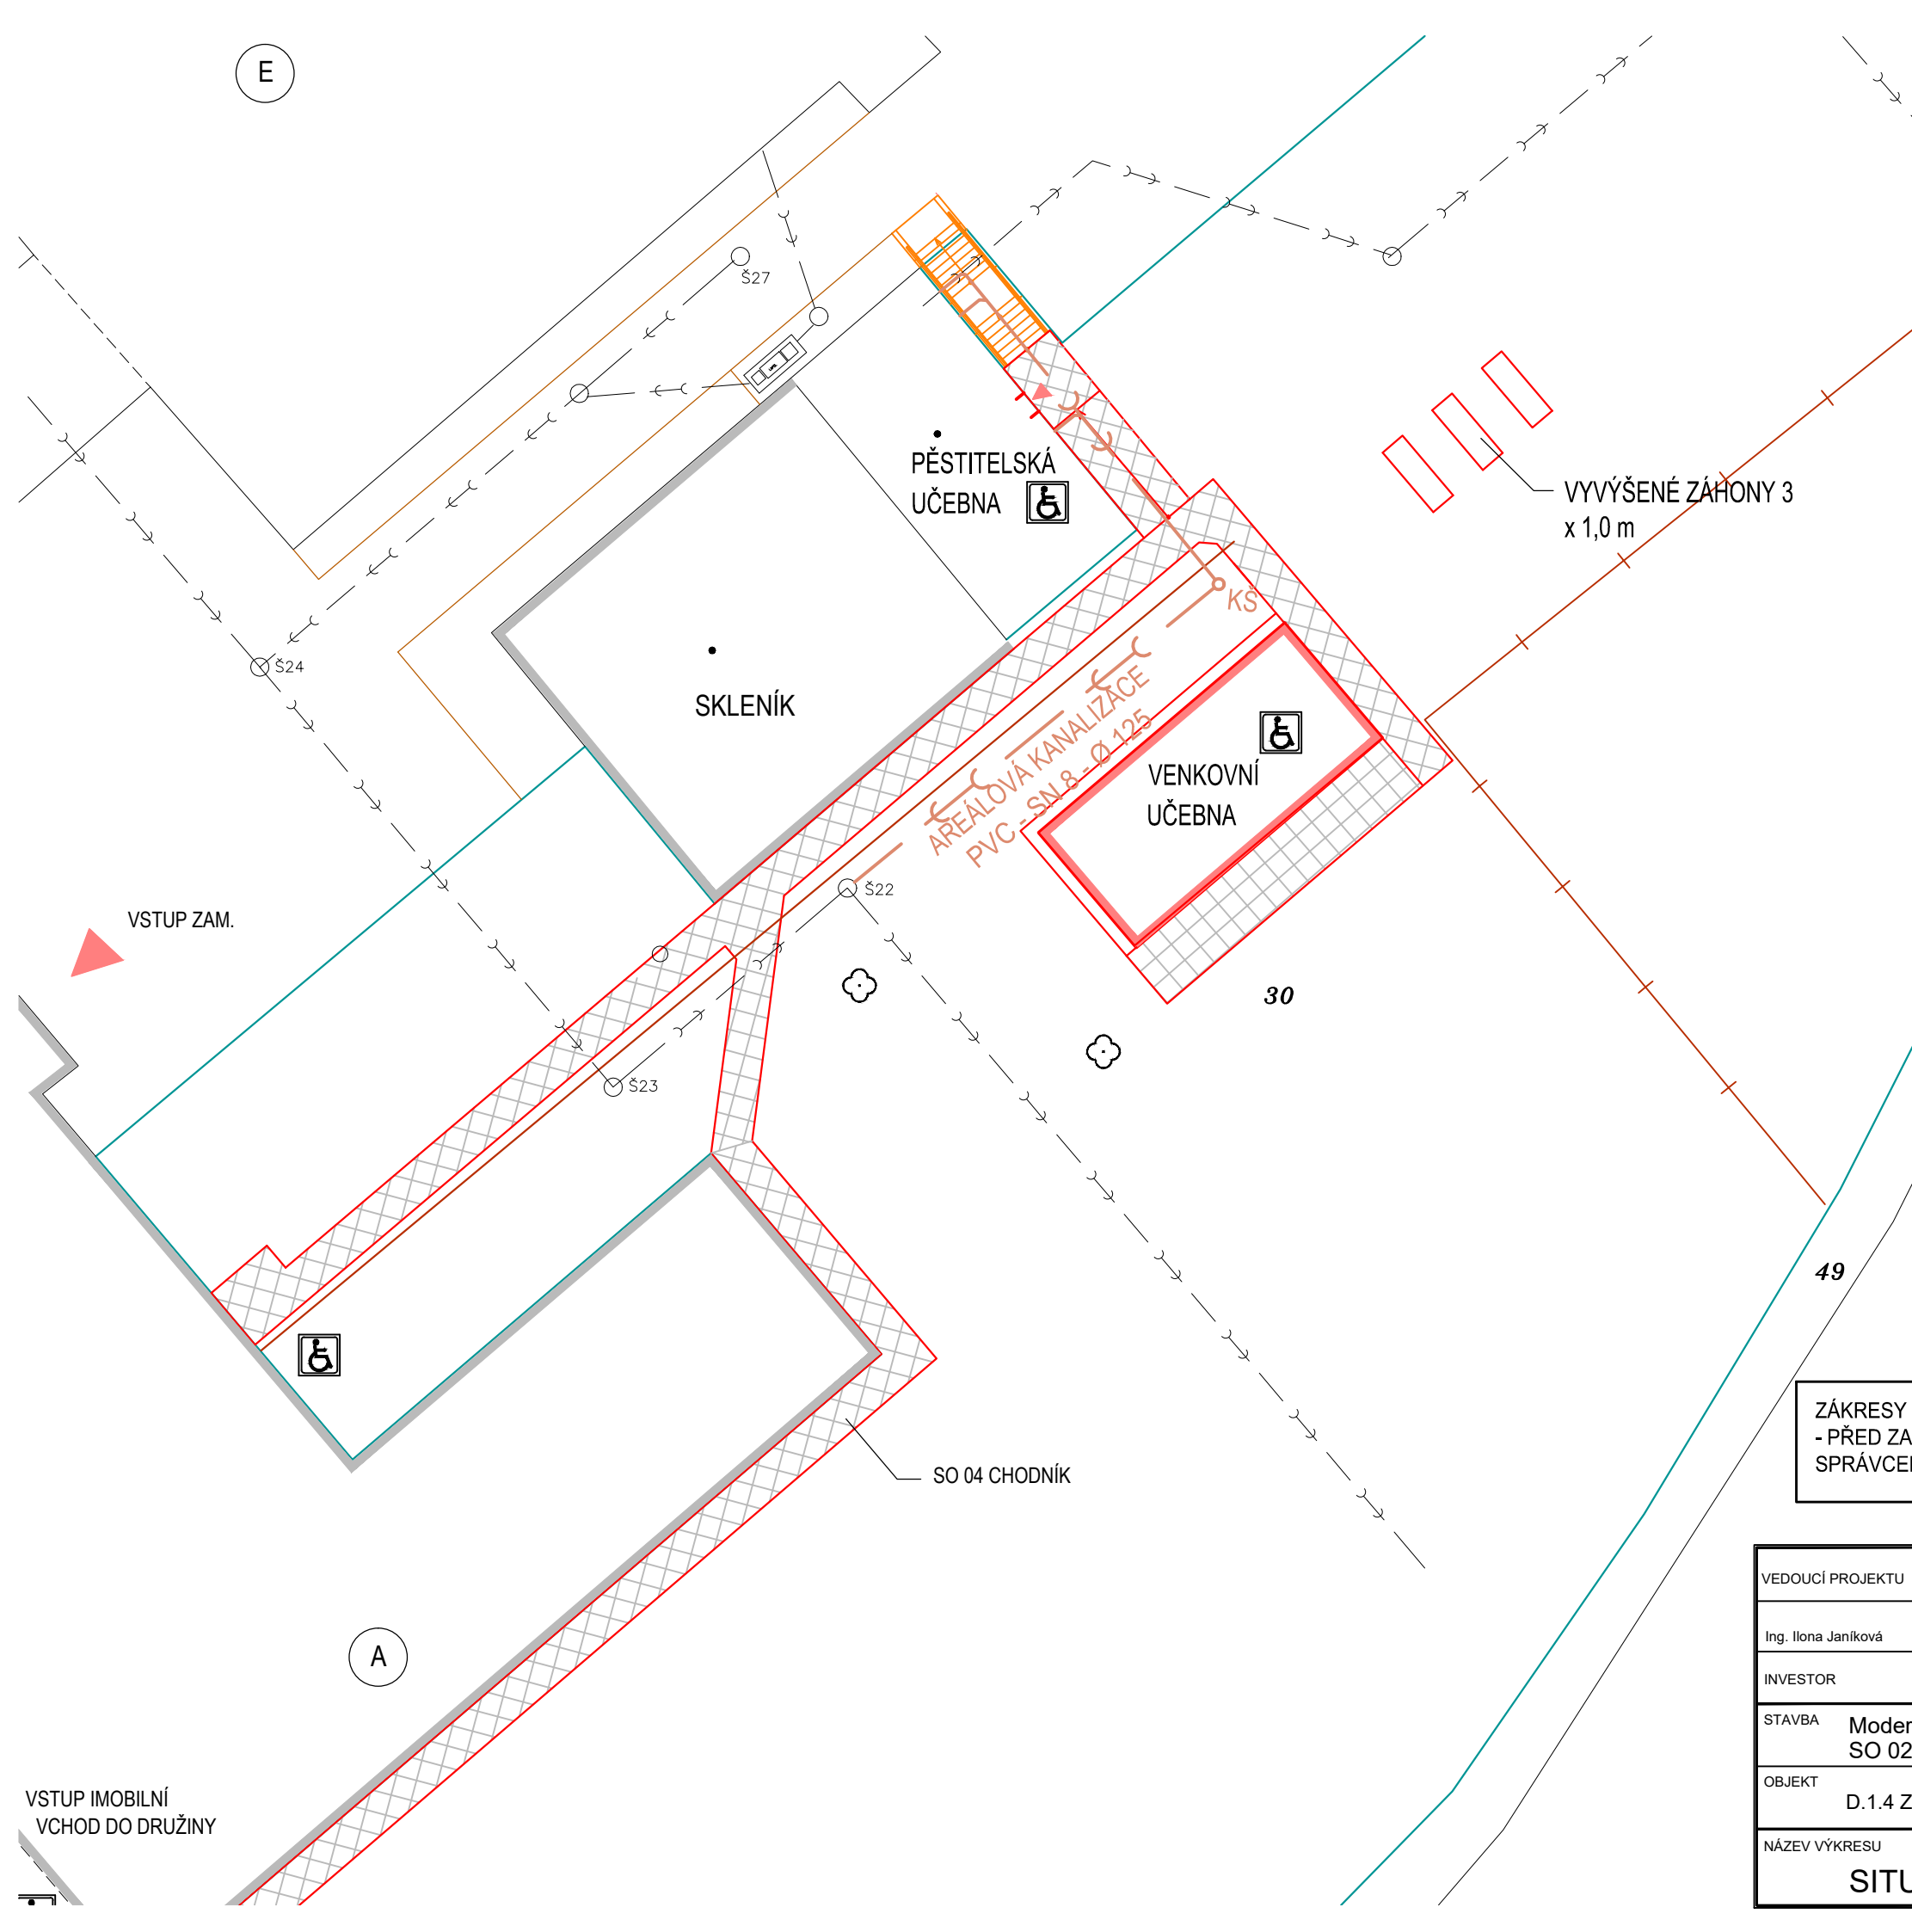 E
Š27
PĚSTITELSKÁ
UČEBNA
VYVÝŠENÉ ZÁHONY 3
x 1,0 m
KŠ
Š24
SKLENÍK
AREÁLOVÁ KANALIZACE
PVC - SN 8 - Ø 125
VENKOVNÍ
UČEBNA
Š22
VSTUP ZAM.
30
Š23
49
ZÁKRESY
- PŘED ZA
SPRÁVCE
SO 04 CHODNÍK
VEDOUCÍ PROJEKTU
Ing. Ilona Janíková
A
INVESTOR
STAVBA
Moder
SO 02
OBJEKT
D.1.4 Z
VSTUP IMOBILNÍ
VCHOD DO DRUŽINY
NÁZEV VÝKRESU
SITU